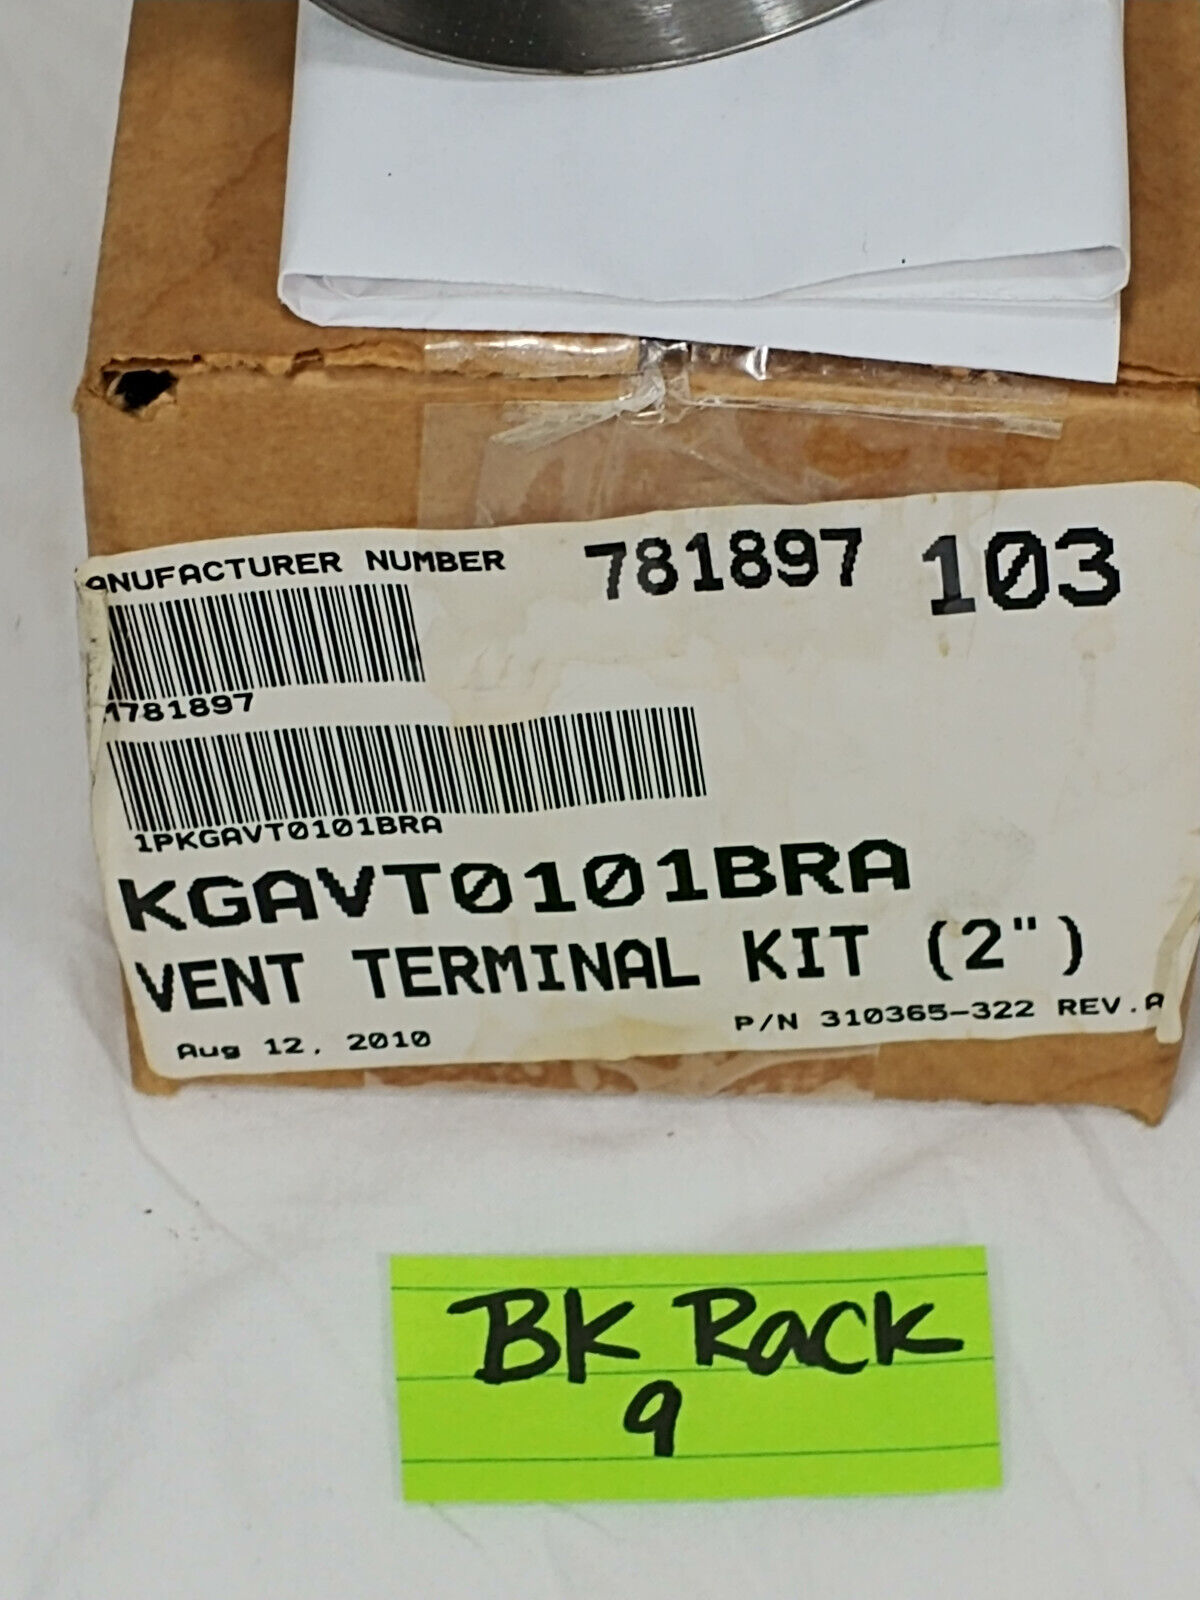 ANUFACTURER NUMBER 781897 103
M781897
1PKGAVT0101BRA
KGAVT0101BRA
VENT TERMINAL KIT (2")
Aug 12, 2010 P/N 310365-322 REV.A
BK Rack
9